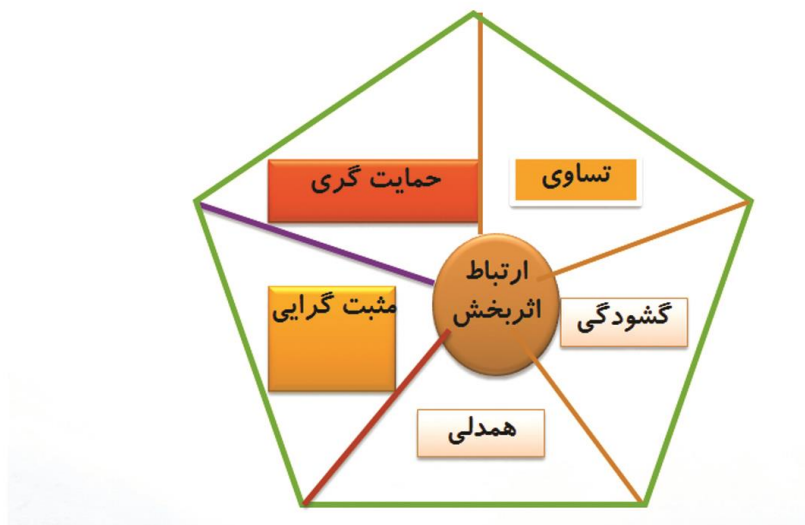 تساوی
حمایت گری
ارتباط
اثربخش
گشودگی
مثبت گرایی
همدلی